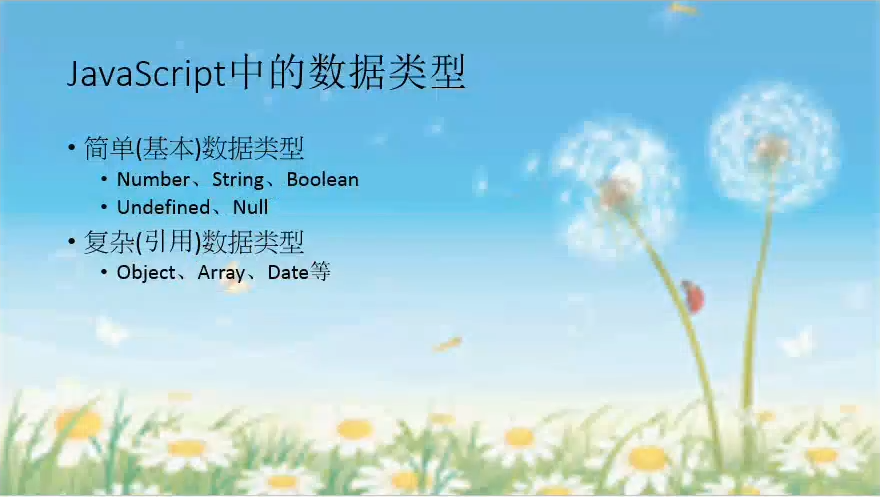 JavaScript中的数据类型
• 简单(基本)数据类型
• Number、String、Boolean
• Undefined、Null
• 复杂(引用)数据类型
• Object、Array、Date等